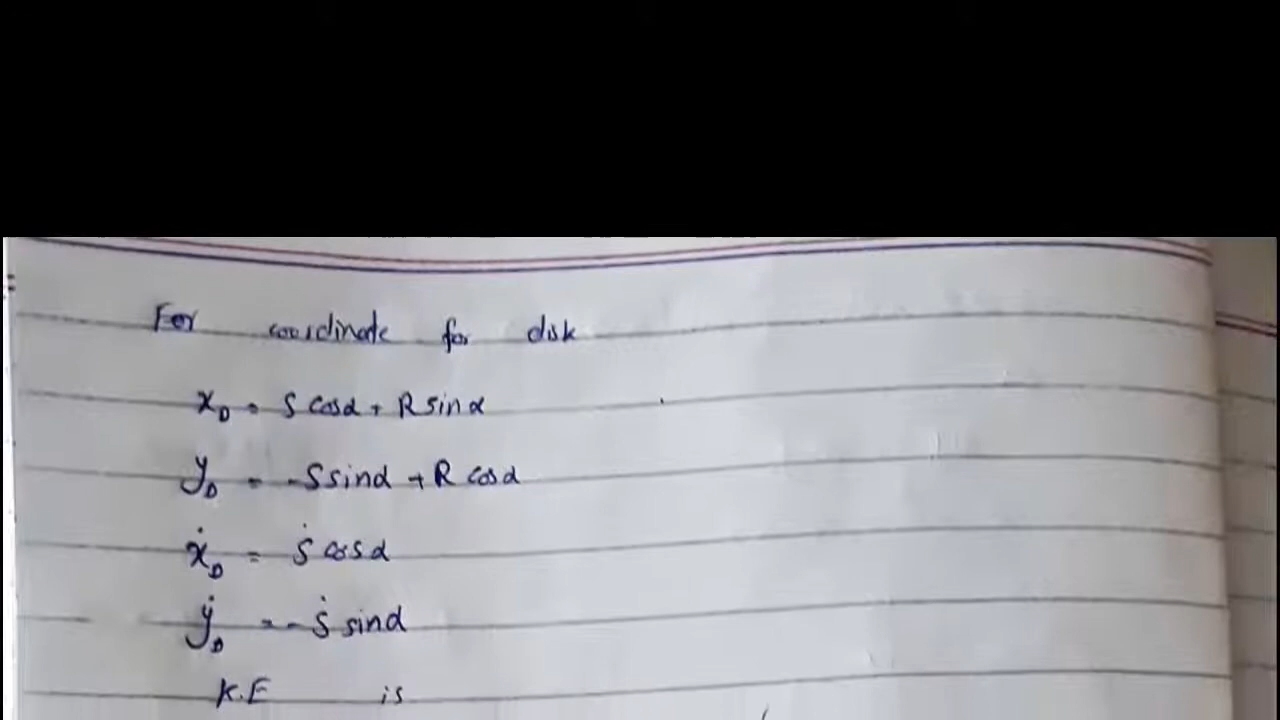 For coordinate for disk
x_D = S cosα + R sinα
y_D = -S sinα + R cosα
ẋ_D = Ṡ cosα
ẏ_D = -Ṡ sinα
K.E is